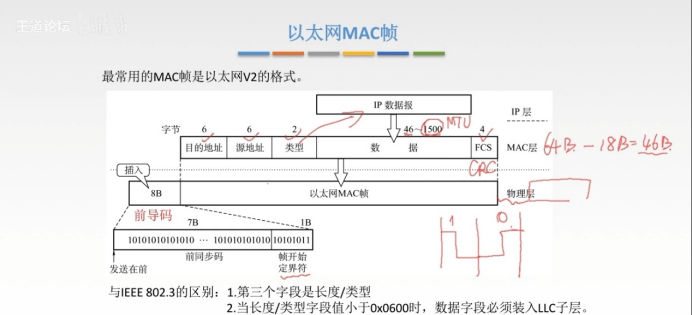 王道论坛
以太网MAC帧
最常用的MAC帧是以太网V2的格式。
IP 数据报
IP 层
字节 6 6 2 46~1500 MTU 4
目的地址 源地址 类型 数 据 FCS MAC层 64B - 18B = 46B
CRC
插入
8B 以太网MAC帧 物理层
前导码
7B 1B
1 0
10101010101010 … 101010101010 10101011
前同步码 帧开始
定界符
发送在前
与IEEE 802.3的区别：1.第三个字段是长度/类型
2.当长度/类型字段值小于0x0600时，数据字段必须装入LLC子层。